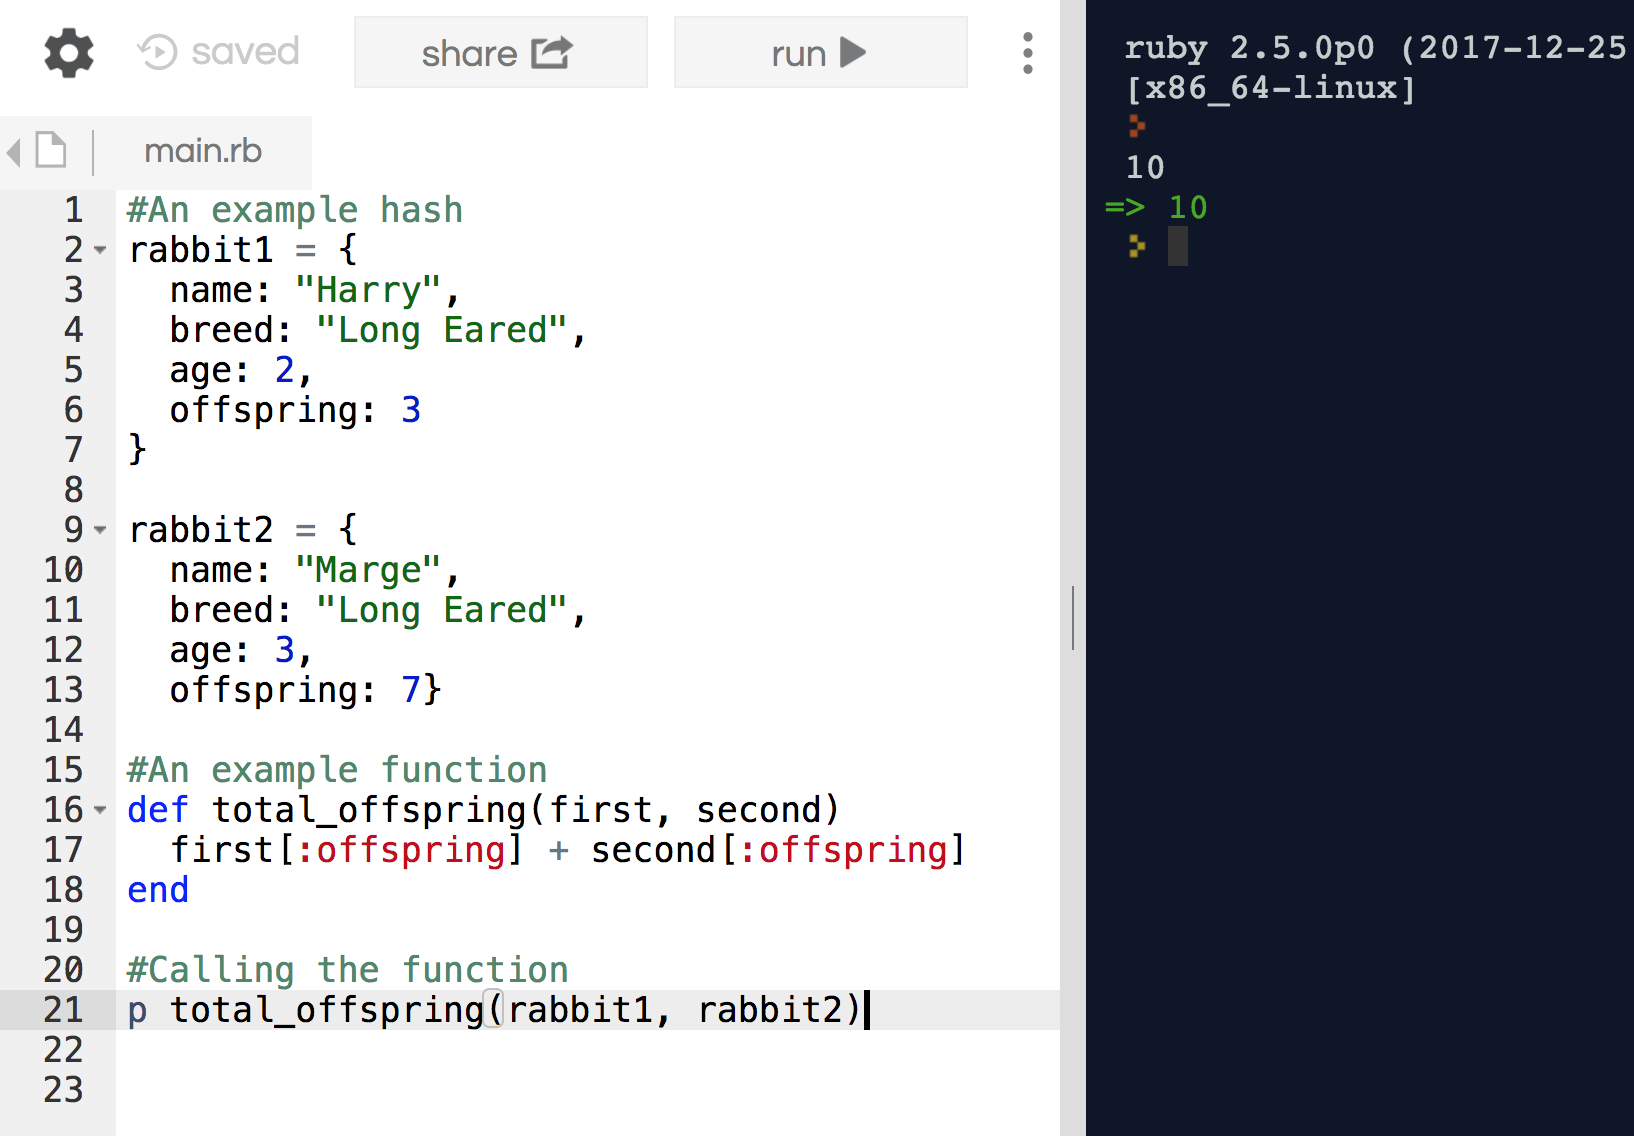 saved
share
run
main.rb
1 #An example hash
2 rabbit1 = {
3   name: "Harry",
4   breed: "Long Eared",
5   age: 2,
6   offspring: 3
7 }
8
9 rabbit2 = {
10   name: "Marge",
11   breed: "Long Eared",
12   age: 3,
13   offspring: 7}
14
15 #An example function
16 def total_offspring(first, second)
17   first[:offspring] + second[:offspring]
18 end
19
20 #Calling the function
21 p total_offspring(rabbit1, rabbit2)
22
23
ruby 2.5.0p0 (2017-12-25
[x86_64-linux]
10
=> 10